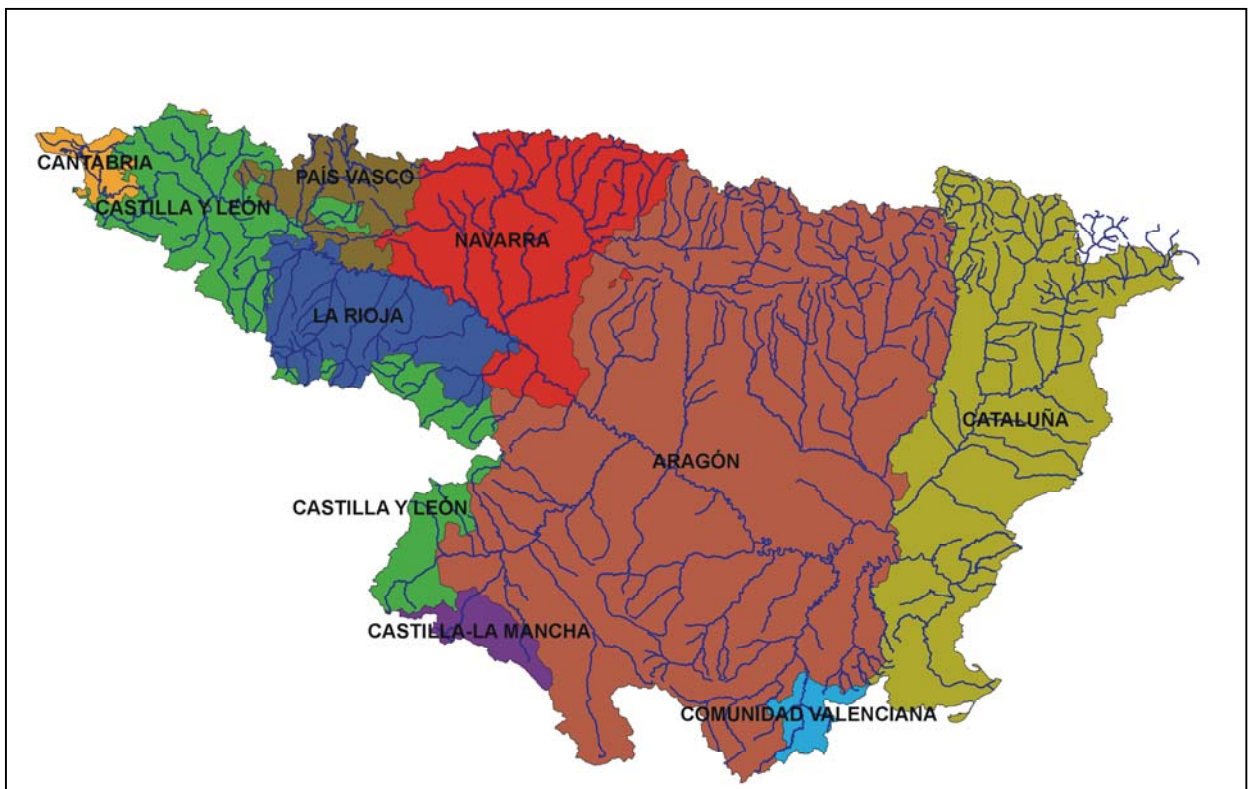 CANTABRIA
PAÍS VASCO
CASTILLA Y LEÓN
NAVARRA
LA RIOJA
CATALUÑA
ARAGÓN
CASTILLA Y LEÓN
CASTILLA-LA MANCHA
COMUNIDAD VALENCIANA